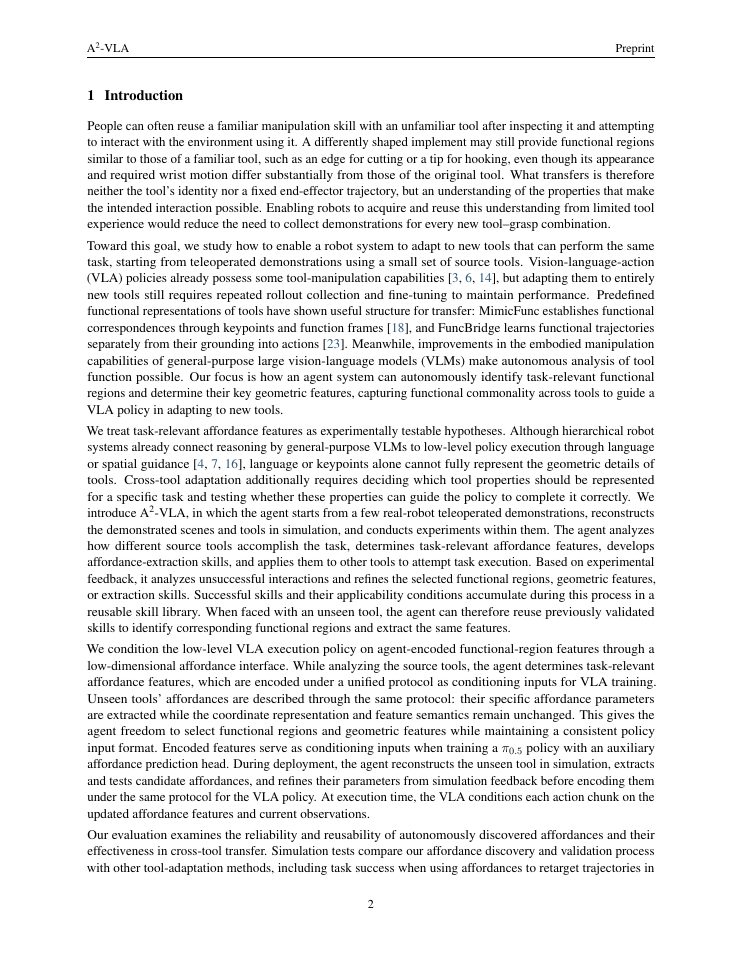 A²-VLA
Preprint
1 Introduction
People can often reuse a familiar manipulation skill with an unfamiliar tool after inspecting it and attempting
to interact with the environment using it. A differently shaped implement may still provide functional regions
similar to those of a familiar tool, such as an edge for cutting or a tip for hooking, even though its appearance
and required wrist motion differ substantially from those of the original tool. What transfers is therefore
neither the tool's identity nor a fixed end-effector trajectory, but an understanding of the properties that make
the intended interaction possible. Enabling robots to acquire and reuse this understanding from limited tool
experience would reduce the need to collect demonstrations for every new tool–grasp combination.
Toward this goal, we study how to enable a robot system to adapt to new tools that can perform the same
task, starting from teleoperated demonstrations using a small set of source tools. Vision-language-action
(VLA) policies already possess some tool-manipulation capabilities [3, 6, 14], but adapting them to entirely
new tools still requires repeated rollout collection and fine-tuning to maintain performance. Predefined
functional representations of tools have shown useful structure for transfer: MimicFunc establishes functional
correspondences through keypoints and function frames [18], and FuncBridge learns functional trajectories
separately from their grounding into actions [23]. Meanwhile, improvements in the embodied manipulation
capabilities of general-purpose large vision-language models (VLMs) make autonomous analysis of tool
function possible. Our focus is how an agent system can autonomously identify task-relevant functional
regions and determine their key geometric features, capturing functional commonality across tools to guide a
VLA policy in adapting to new tools.
We treat task-relevant affordance features as experimentally testable hypotheses. Although hierarchical robot
systems already connect reasoning by general-purpose VLMs to low-level policy execution through language
or spatial guidance [4, 7, 16], language or keypoints alone cannot fully represent the geometric details of
tools. Cross-tool adaptation additionally requires deciding which tool properties should be represented
for a specific task and testing whether these properties can guide the policy to complete it correctly. We
introduce A²-VLA, in which the agent starts from a few real-robot teleoperated demonstrations, reconstructs
the demonstrated scenes and tools in simulation, and conducts experiments within them. The agent analyzes
how different source tools accomplish the task, determines task-relevant affordance features, develops
affordance-extraction skills, and applies them to other tools to attempt task execution. Based on experimental
feedback, it analyzes unsuccessful interactions and refines the selected functional regions, geometric features,
or extraction skills. Successful skills and their applicability conditions accumulate during this process in a
reusable skill library. When faced with an unseen tool, the agent can therefore reuse previously validated
skills to identify corresponding functional regions and extract the same features.
We condition the low-level VLA execution policy on agent-encoded functional-region features through a
low-dimensional affordance interface. While analyzing the source tools, the agent determines task-relevant
affordance features, which are encoded under a unified protocol as conditioning inputs for VLA training.
Unseen tools' affordances are described through the same protocol: their specific affordance parameters
are extracted while the coordinate representation and feature semantics remain unchanged. This gives the
agent freedom to select functional regions and geometric features while maintaining a consistent policy
input format. Encoded features serve as conditioning inputs when training a π₀.₅ policy with an auxiliary
affordance prediction head. During deployment, the agent reconstructs the unseen tool in simulation, extracts
and tests candidate affordances, and refines their parameters from simulation feedback before encoding them
under the same protocol for the VLA policy. At execution time, the VLA conditions each action chunk on the
updated affordance features and current observations.
Our evaluation examines the reliability and reusability of autonomously discovered affordances and their
effectiveness in cross-tool transfer. Simulation tests compare our affordance discovery and validation process
with other tool-adaptation methods, including task success when using affordances to retarget trajectories in
2